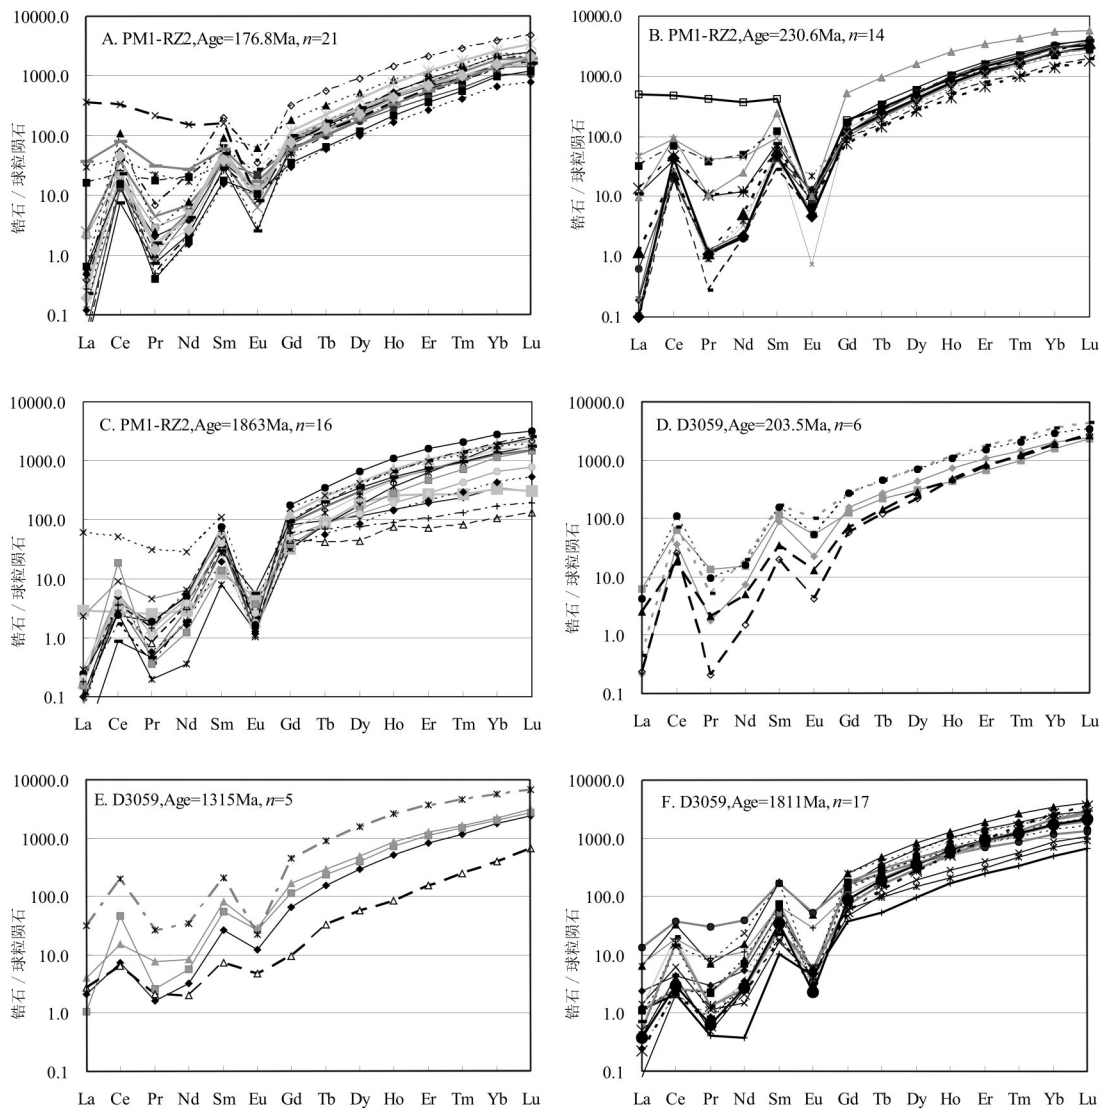 A. PM1-RZ2,Age=176.8Ma, n=21
10000.0
1000.0
100.0
10.0
1.0
0.1
锆石 / 球粒陨石
La Ce Pr Nd Sm Eu Gd Tb Dy Ho Er Tm Yb Lu
B. PM1-RZ2,Age=230.6Ma, n=14
10000.0
1000.0
100.0
10.0
1.0
0.1
锆石 / 球粒陨石
La Ce Pr Nd Sm Eu Gd Tb Dy Ho Er Tm Yb Lu
C. PM1-RZ2,Age=1863Ma, n=16
10000.0
1000.0
100.0
10.0
1.0
0.1
锆石 / 球粒陨石
La Ce Pr Nd Sm Eu Gd Tb Dy Ho Er Tm Yb Lu
D. D3059,Age=203.5Ma, n=6
10000.0
1000.0
100.0
10.0
1.0
0.1
锆石 / 球粒陨石
La Ce Pr Nd Sm Eu Gd Tb Dy Ho Er Tm Yb Lu
E. D3059,Age=1315Ma, n=5
10000.0
1000.0
100.0
10.0
1.0
0.1
锆石 / 球粒陨石
La Ce Pr Nd Sm Eu Gd Tb Dy Ho Er Tm Yb Lu
F. D3059,Age=1811Ma, n=17
10000.0
1000.0
100.0
10.0
1.0
0.1
锆石 / 球粒陨石
La Ce Pr Nd Sm Eu Gd Tb Dy Ho Er Tm Yb Lu